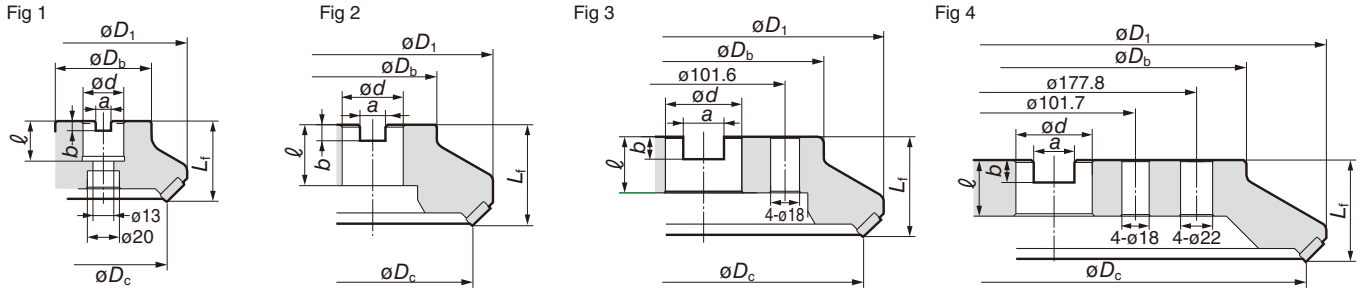 Fig 1
øD1
øDb
ød
a
ℓ
b
Lf
ø13
ø20
øDc
Fig 2
øD1
øDb
ød
a
ℓ
b
Lf
øDc
Fig 3
øD1
øDb
ø101.6
ød
a
ℓ
b
Lf
4-ø18
øDc
Fig 4
øD1
øDb
ø177.8
ø101.7
ød
a
ℓ
b
Lf
4-ø18
4-ø22
øDc